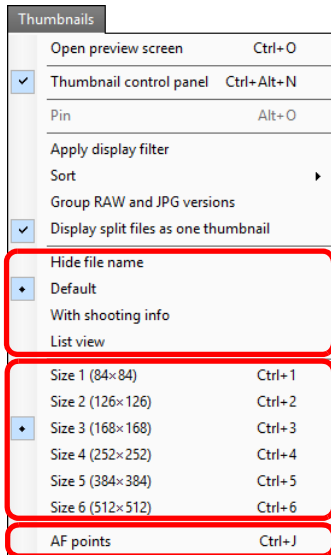 Thumbnails
Open preview screen Ctrl+O
Thumbnail control panel Ctrl+Alt+N
Pin Alt+O
Apply display filter
Sort
Group RAW and JPG versions
Display split files as one thumbnail
Hide file name
Default
With shooting info
List view
Size 1 (84×84) Ctrl+1
Size 2 (126×126) Ctrl+2
Size 3 (168×168) Ctrl+3
Size 4 (252×252) Ctrl+4
Size 5 (384×384) Ctrl+5
Size 6 (512×512) Ctrl+6
AF points Ctrl+J